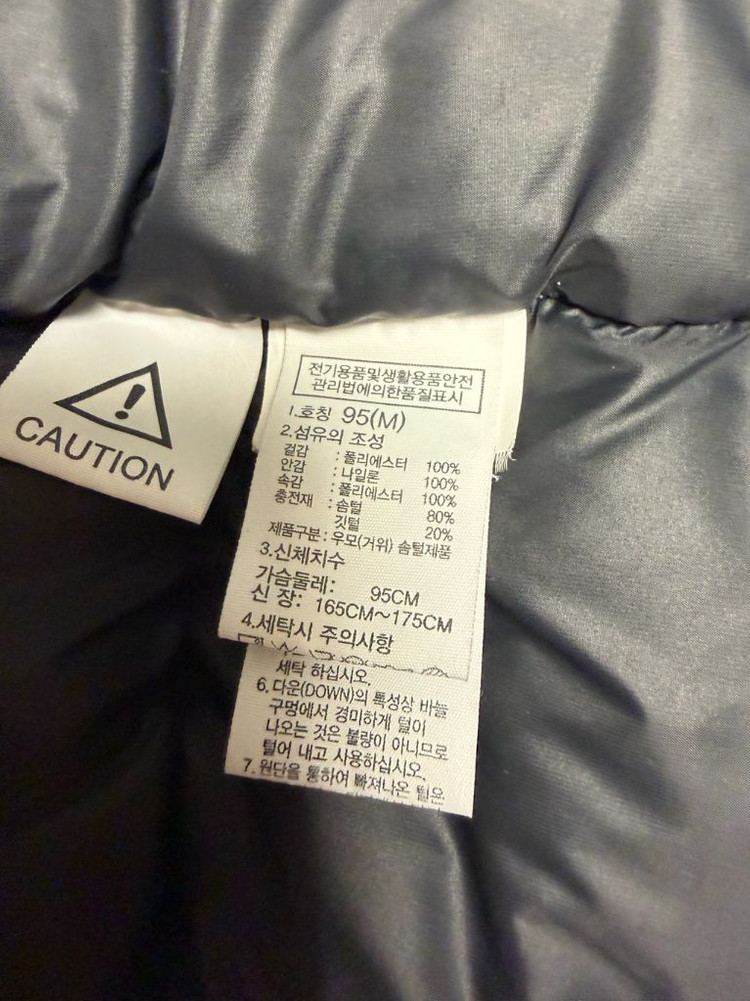 CAUTION
전기용품및생활용품안전
관리법에의한품질표시
1.호칭 95(M)
2.섬유의 조성
겉감 : 폴리에스터 100%
안감 : 나일론 100%
속감 : 폴리에스터 100%
충전재 : 솜털 80%
깃털 20%
제품구분 : 우모(거위) 솜털제품
3.신체치수
가슴둘레: 95CM
신 장: 165CM~175CM
4.세탁시 주의사항
세탁 하십시오.
6.다운(DOWN)의 특성상 바늘
구멍에서 경미하게 털이
나오는 것은 불량이 아니므로
털어 내고 사용하십시오.
7.원단을 통하여 빠져나온 털은